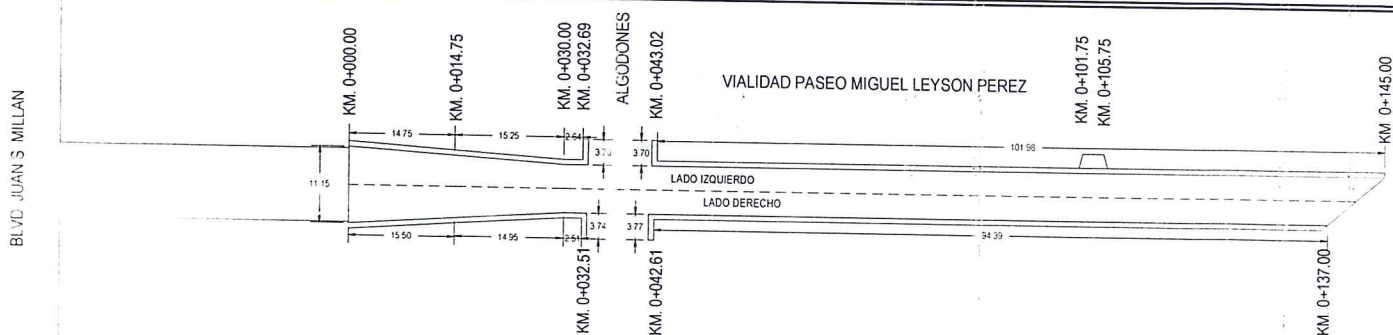 BLVD JUAN S MILLAN
KM. 0+000.00
KM. 0+014.75
KM. 0+030.00
KM. 0+032.69
ALGODONES
KM. 0+043.02
VIALIDAD PASEO MIGUEL LEYSON PEREZ
KM. 0+101.75
KM. 0+105.75
KM 0+145.00
14.75
15.25
2.64
3.70
101.98
11.15
LADO IZQUIERDO
LADO DERECHO
15.50
14.95
2.51
3.74
3.77
94.39
KM. 0+032.51
KM. 0+042.61
KM. 0+137.00